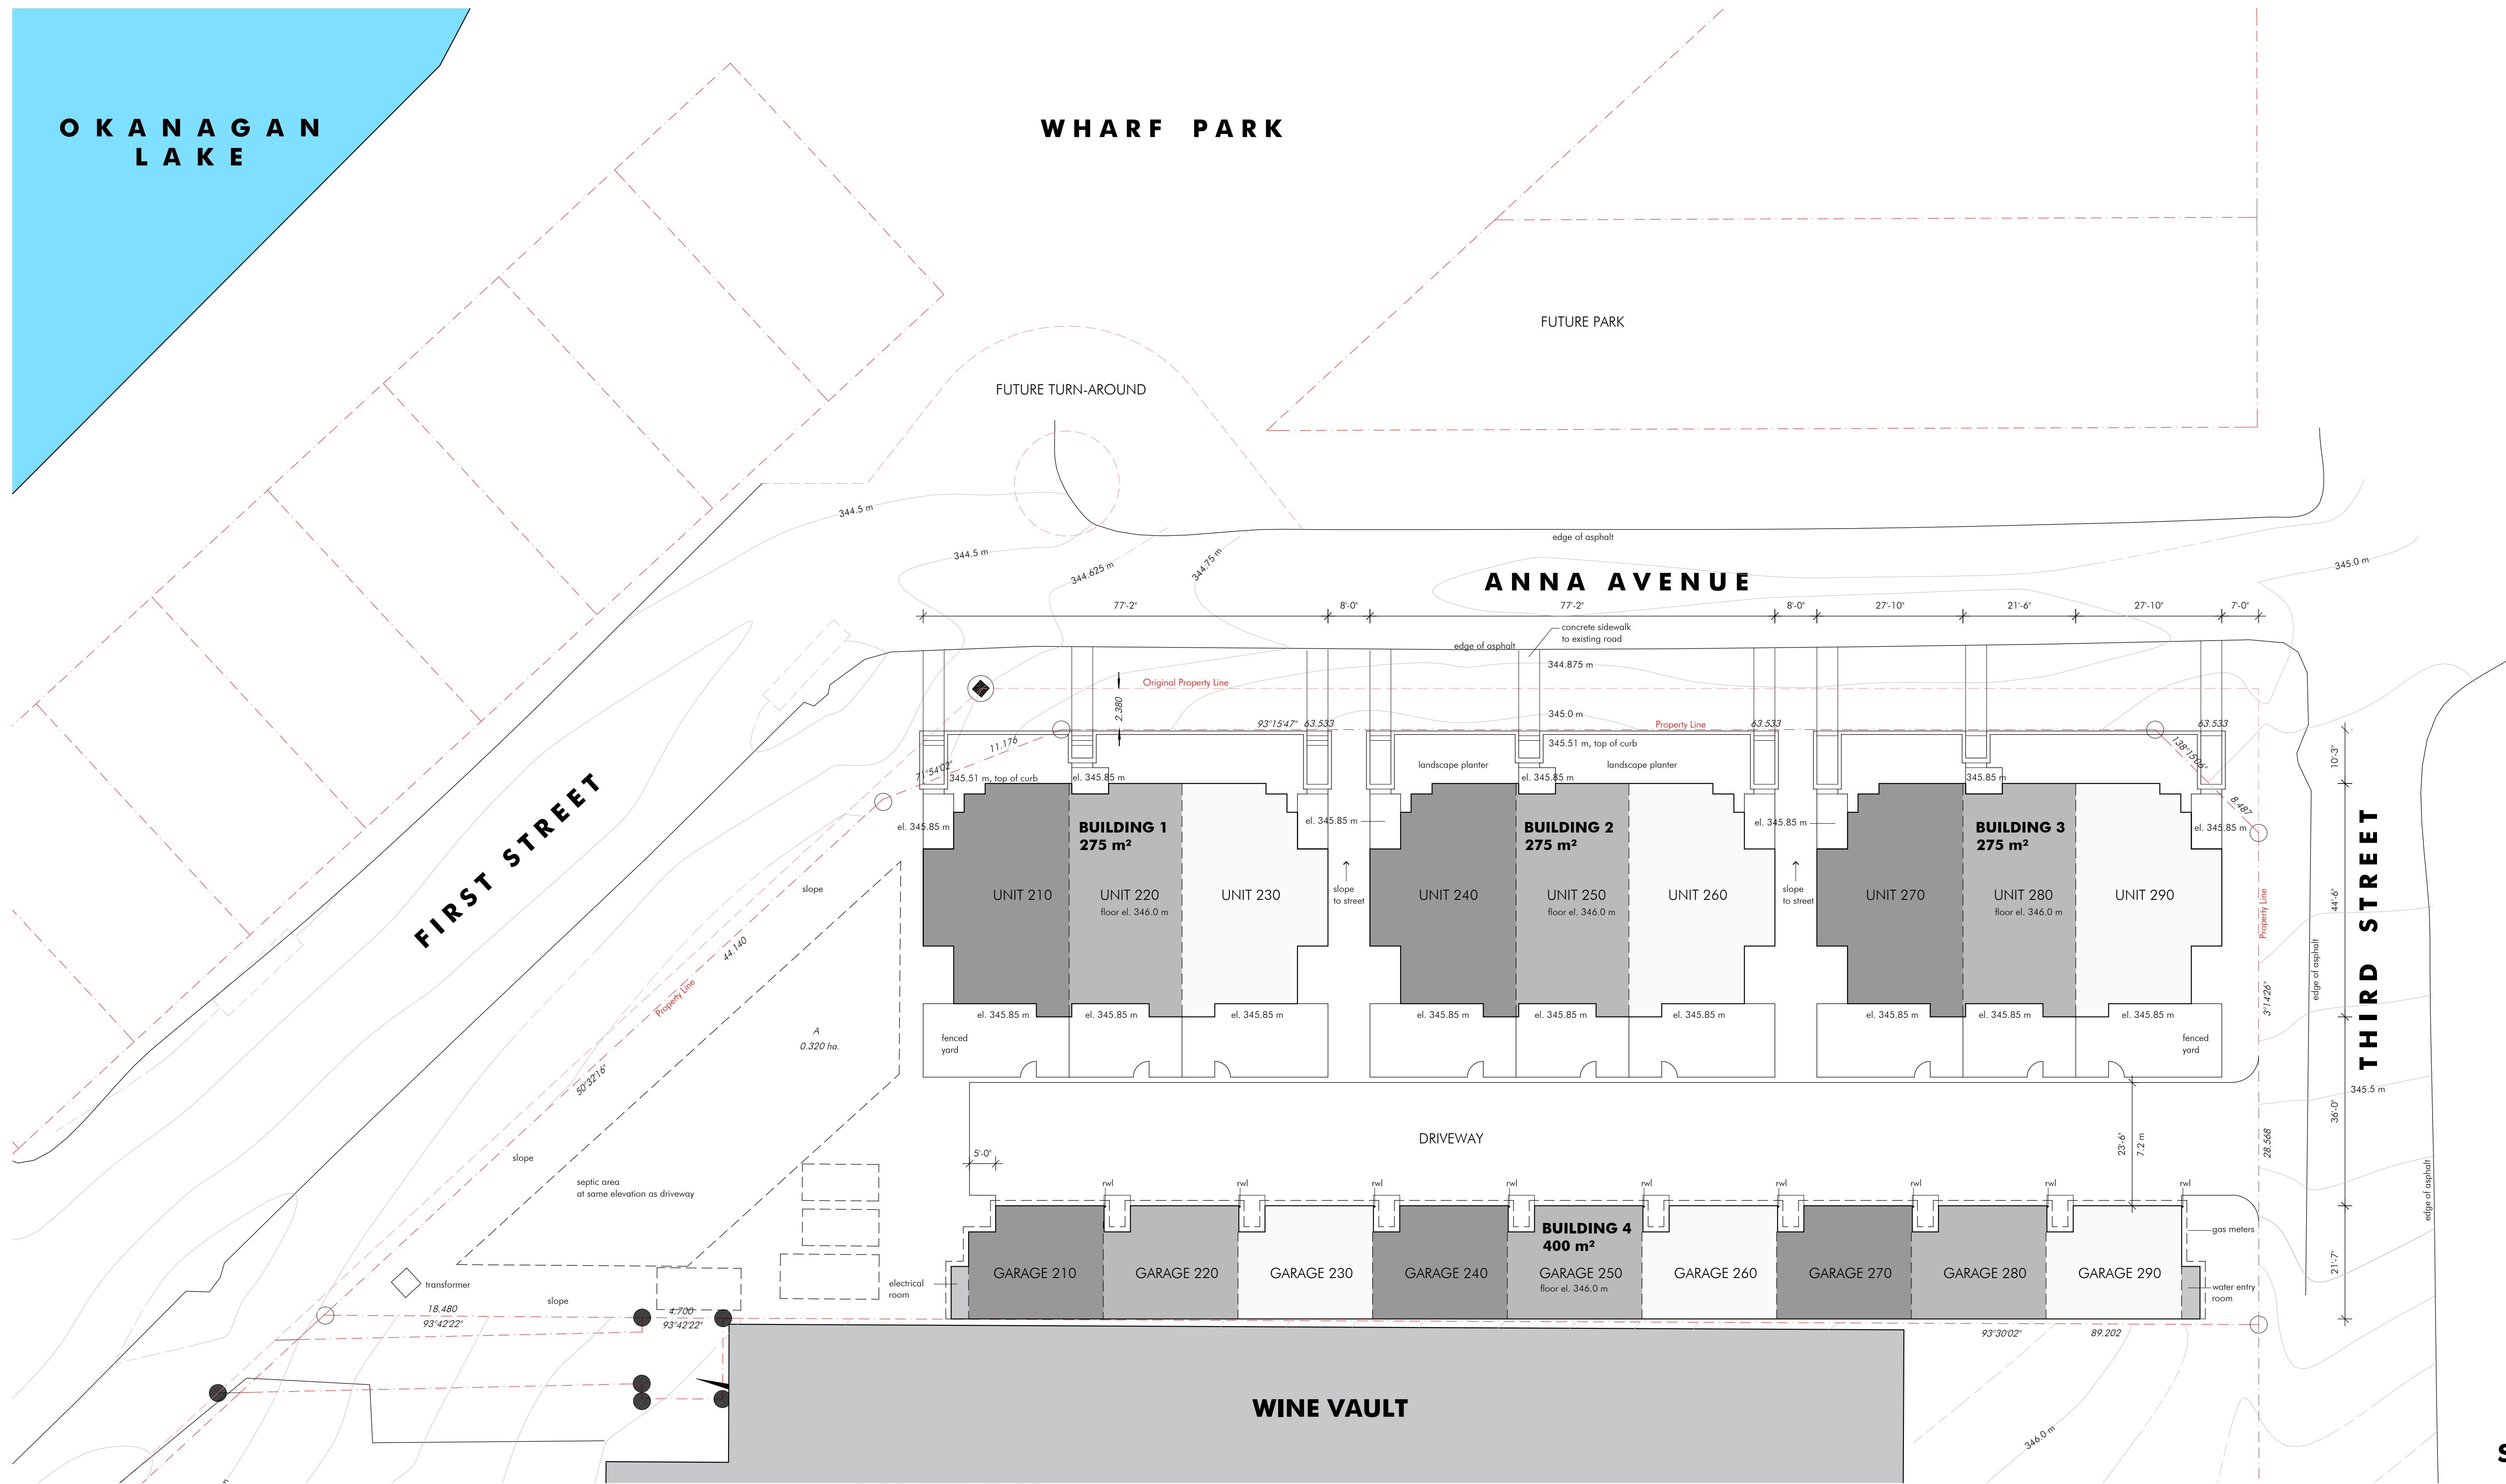 OKANAGAN
LAKE
WHARF PARK
FUTURE PARK
FUTURE TURN-AROUND
344.5 m
edge of asphalt
344.5 m
344.625 m
344.75 m
345.0 m
ANNA AVENUE
77'-2"
8'-0"
77'-2"
8'-0"
27'-10"
21'-6"
27'-10"
7'-0"
concrete sidewalk
to existing road
edge of asphalt
344.875 m
Original Property Line
2.380
345.0 m
93°15'47" 63.533
Property Line
63.533
63.533
11.176
71°54'02"
345.51 m, top of curb
138°15'06"
10'-3"
345.51 m, top of curb
el. 345.85 m
landscape planter
el. 345.85 m
landscape planter
345.85 m
8.487
el. 345.85 m
BUILDING 1
275 m²
el. 345.85 m
BUILDING 2
275 m²
el. 345.85 m
BUILDING 3
275 m²
el. 345.85 m
FIRST STREET
THIRD STREET
slope
UNIT 210
UNIT 220
floor el. 346.0 m
UNIT 230
slope
to street
UNIT 240
UNIT 250
floor el. 346.0 m
UNIT 260
slope
to street
UNIT 270
UNIT 280
floor el. 346.0 m
UNIT 290
Property Line
44'-6"
edge of asphalt
44.140
Property Line
3°14'26"
el. 345.85 m
el. 345.85 m
el. 345.85 m
el. 345.85 m
el. 345.85 m
el. 345.85 m
el. 345.85 m
el. 345.85 m
el. 345.85 m
A
0.320 ha.
fenced
yard
fenced
yard
50°32'16"
345.5 m
36'-0"
DRIVEWAY
23'-6"
7.2 m
28.568
slope
5'-0"
septic area
at same elevation as driveway
rwl
rwl
rwl
rwl
rwl
rwl
rwl
rwl
rwl
edge of asphalt
BUILDING 4
400 m²
gas meters
21'-7"
transformer
electrical
room
GARAGE 210
GARAGE 220
GARAGE 230
GARAGE 240
GARAGE 250
floor el. 346.0 m
GARAGE 260
GARAGE 270
GARAGE 280
GARAGE 290
water entry
room
slope
18.480
93°42'22"
4.700
93°42'22"
93°30'02"
89.202
WINE VAULT
346.0 m
m
S